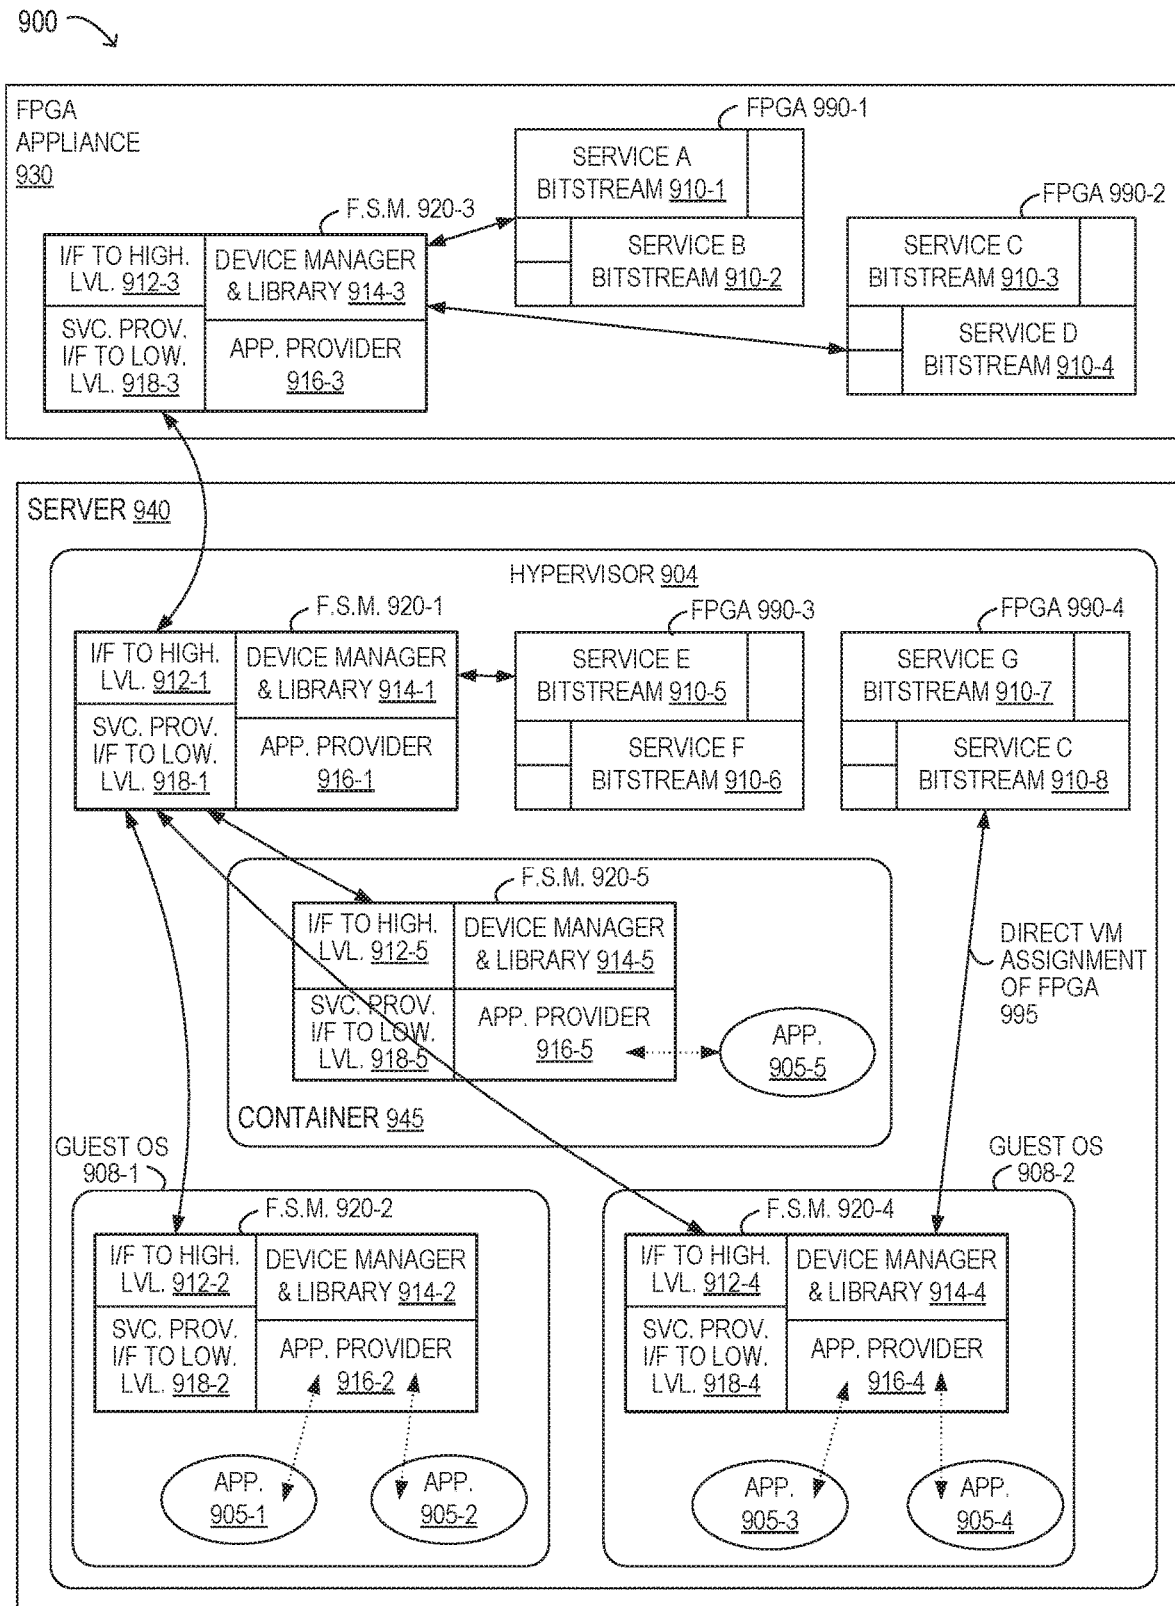 900
FPGA
APPLIANCE
930
FPGA 990-1
SERVICE A
BITSTREAM 910-1
SERVICE B
BITSTREAM 910-2
FPGA 990-2
SERVICE C
BITSTREAM 910-3
SERVICE D
BITSTREAM 910-4
F.S.M. 920-3
I/F TO HIGH.
LVL. 912-3
DEVICE MANAGER
& LIBRARY 914-3
SVC. PROV.
I/F TO LOW.
LVL. 918-3
APP. PROVIDER
916-3
SERVER 940
HYPERVISOR 904
F.S.M. 920-1
I/F TO HIGH.
LVL. 912-1
DEVICE MANAGER
& LIBRARY 914-1
SVC. PROV.
I/F TO LOW.
LVL. 918-1
APP. PROVIDER
916-1
FPGA 990-3
SERVICE E
BITSTREAM 910-5
SERVICE F
BITSTREAM 910-6
FPGA 990-4
SERVICE G
BITSTREAM 910-7
SERVICE C
BITSTREAM 910-8
F.S.M. 920-5
I/F TO HIGH.
LVL. 912-5
DEVICE MANAGER
& LIBRARY 914-5
SVC. PROV.
I/F TO LOW.
LVL. 918-5
APP. PROVIDER
916-5
APP.
905-5
CONTAINER 945
DIRECT VM
ASSIGNMENT
OF FPGA
995
GUEST OS
908-1
F.S.M. 920-2
I/F TO HIGH.
LVL. 912-2
DEVICE MANAGER
& LIBRARY 914-2
SVC. PROV.
I/F TO LOW.
LVL. 918-2
APP. PROVIDER
916-2
APP.
905-1
APP.
905-2
GUEST OS
908-2
F.S.M. 920-4
I/F TO HIGH.
LVL. 912-4
DEVICE MANAGER
& LIBRARY 914-4
SVC. PROV.
I/F TO LOW.
LVL. 918-4
APP. PROVIDER
916-4
APP.
905-3
APP.
905-4